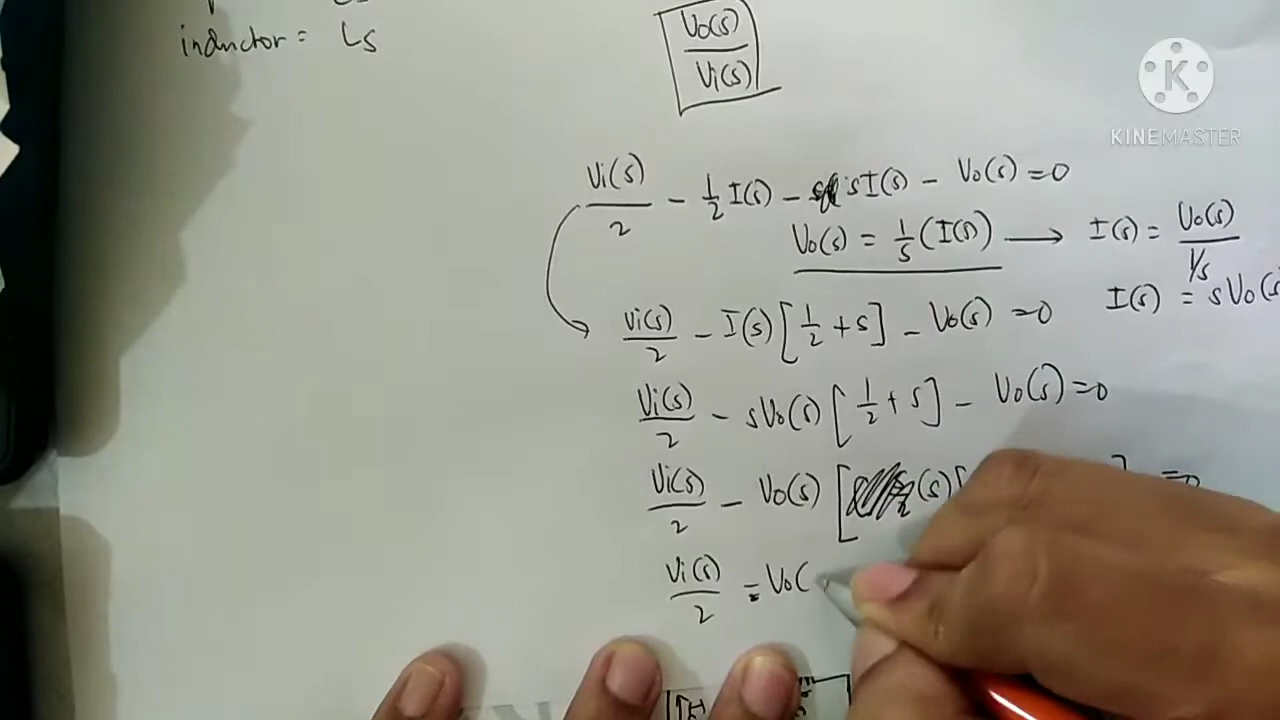 inductor = Ls
Vo(s)
Vi(s)
K
KINEMASTER
Vi(s)/2 - 1/2 I(s) - sI(s) - Vo(s) = 0
Vo(s) = 1/s (I(s)) → I(s) = Vo(s)/1/s
I(s) = sVo(s
Vi(s)/2 - I(s)[1/2 + s] - Vo(s) = 0
Vi(s)/2 - sVo(s)[1/2 + s] - Vo(s) = 0
Vi(s)/2 - Vo(s)[(s)[ ] = 0
Vi(s)/2 = Vo(